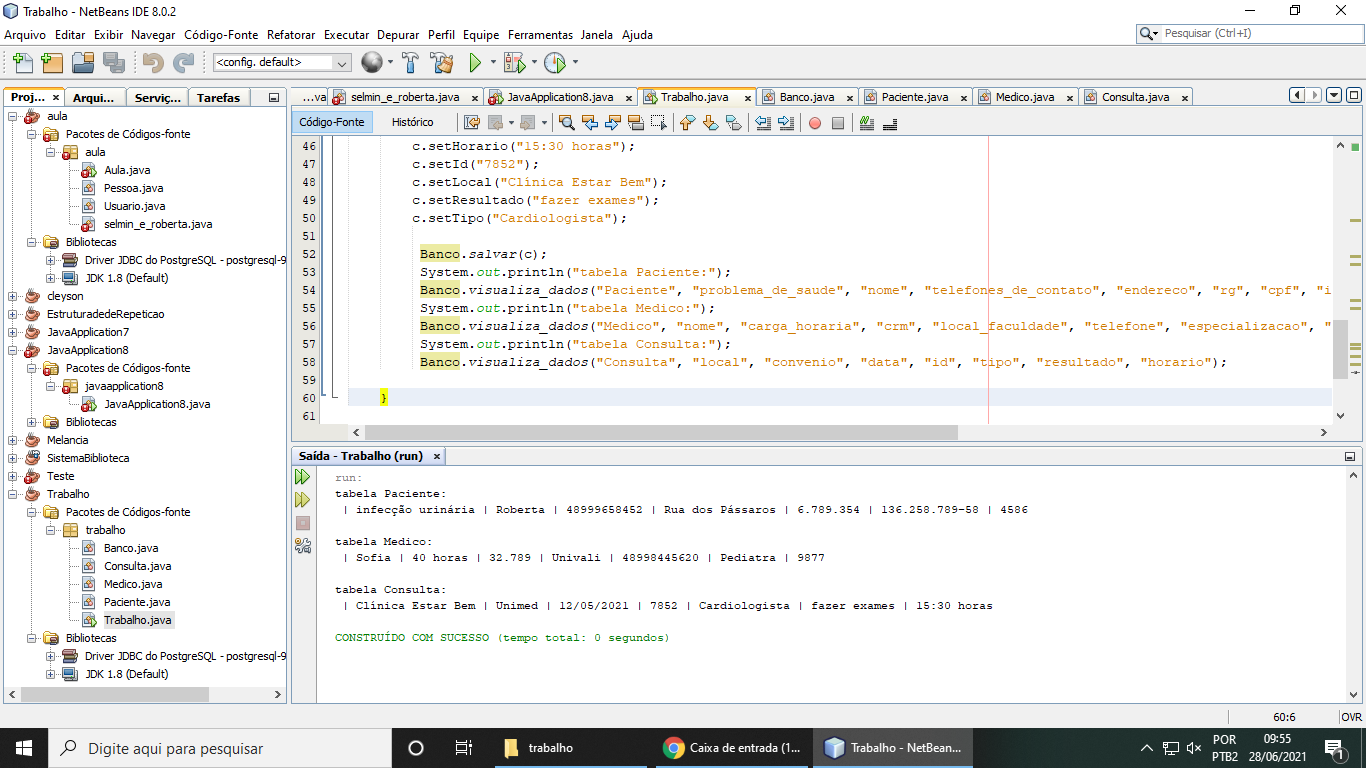 Trabalho - NetBeans IDE 8.0.2
Arquivo Editar Exibir Navegar Código-Fonte Refatorar Executar Depurar Perfil Equipe Ferramentas Janela Ajuda
Pesquisar (Ctrl+I)
<config. default>
Proj... Arqui... Serviç... Tarefas
...va selmin_e_roberta.java JavaApplication8.java Trabalho.java Banco.java Paciente.java Medico.java Consulta.java
Código-Fonte Histórico
aula
Pacotes de Códigos-fonte
aula
Aula.java
Pessoa.java
Usuario.java
selmin_e_roberta.java
Bibliotecas
Driver JDBC do PostgreSQL - postgresql-9
JDK 1.8 (Default)
cleyson
EstruturadedeRepeticao
JavaApplication7
JavaApplication8
Pacotes de Códigos-fonte
javaapplication8
JavaApplication8.java
Bibliotecas
Melancia
SistemaBiblioteca
Teste
Trabalho
Pacotes de Códigos-fonte
trabalho
Banco.java
Consulta.java
Medico.java
Paciente.java
Trabalho.java
Bibliotecas
Driver JDBC do PostgreSQL - postgresql-9
JDK 1.8 (Default)
46 c.setHorario("15:30 horas");
47 c.setId("7852");
48 c.setLocal("Clínica Estar Bem");
49 c.setResultado("fazer exames");
50 c.setTipo("Cardiologista");
51
52 Banco.salvar(c);
53 System.out.println("tabela Paciente:");
54 Banco.visualiza_dados("Paciente", "problema_de_saude", "nome", "telefones_de_contato", "endereco", "rg", "cpf", "i
55 System.out.println("tabela Medico:");
56 Banco.visualiza_dados("Medico", "nome", "carga_horaria", "crm", "local_faculdade", "telefone", "especializacao", "
57 System.out.println("tabela Consulta:");
58 Banco.visualiza_dados("Consulta", "local", "convenio", "data", "id", "tipo", "resultado", "horario");
59
60 }
61
Saída - Trabalho (run)
run:
tabela Paciente:
| infecção urinária | Roberta | 48999658452 | Rua dos Pássaros | 6.789.354 | 136.258.789-58 | 4586
tabela Medico:
| Sofia | 40 horas | 32.789 | Univali | 48998445620 | Pediatra | 9877
tabela Consulta:
| Clínica Estar Bem | Unimed | 12/05/2021 | 7852 | Cardiologista | fazer exames | 15:30 horas
CONSTRUÍDO COM SUCESSO (tempo total: 0 segundos)
60:6 OVR
Digite aqui para pesquisar
trabalho
Caixa de entrada (1...
Trabalho - NetBean...
POR
PTB2
09:55
28/06/2021
1